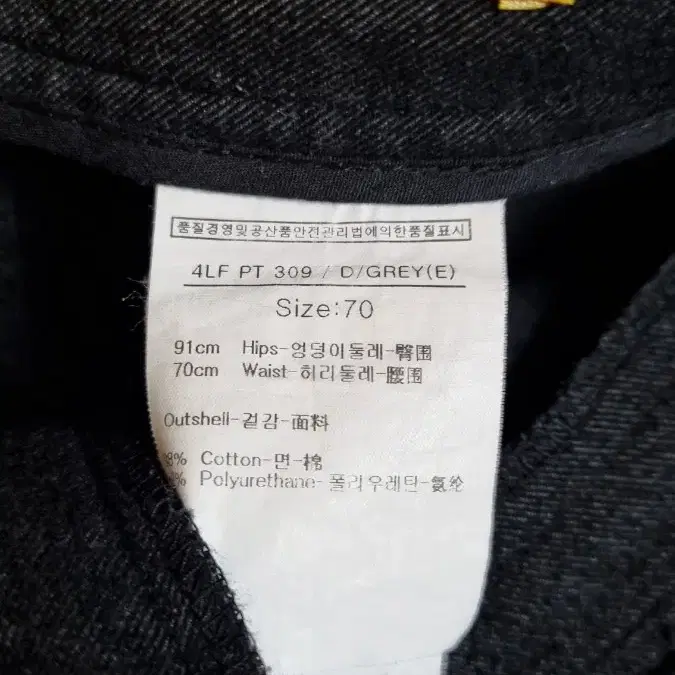 품질경영및공산품안전관리법에의한품질표시
4LF PT 309 / D/GREY(E)
Size:70
91cm Hips-엉덩이둘레-臀围
70cm Waist-허리둘레-腰围
Outshell-겉감-面料
8% Cotton-면-棉
% Polyurethane-폴리우레탄-氨纶